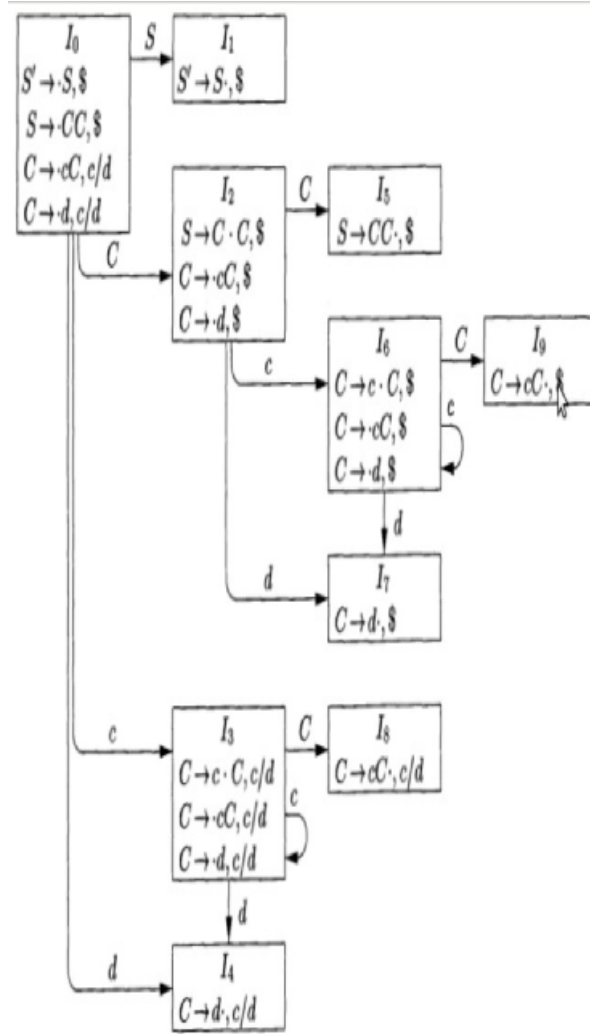 I₀
S' → ·S, $
S → ·CC, $
C → ·cC, c/d
C → ·d, c/d
S
I₁
S' → S·, $
C
I₂
S → C · C, $
C → ·cC, $
C → ·d, $
C
I₅
S → CC·, $
c
I₆
C → c · C, $
C → ·cC, $
C → ·d, $
C
I₉
C → cC·, $
c
d
d
I₇
C → d·, $
c
I₃
C → c · C, c/d
C → ·cC, c/d
C → ·d, c/d
C
I₈
C → cC·, c/d
c
d
d
I₄
C → d·, c/d